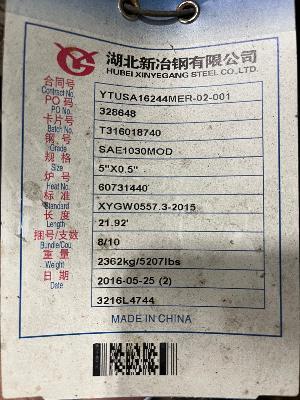 湖北新冶钢有限公司
HUBEI XINYEGANG STEEL CO.,LTD
合同号
Contract No. YTUSA16244MER-02-001
PO 码
PO No. 328648
卡片号
Batch No. T316018740
钢号
Grade SAE1030MOD
规格
Size 5"X0.5"
炉号
Heat No. 60731440
标准
Standard XYGW0557.3-2015
长度
Length 21.92'
捆号/支数
Bundle/Cou 8/10
重量
Weight 2362kg/5207lbs
日期
Date 2016-05-25 (2)
3216L4744
MADE IN CHINA